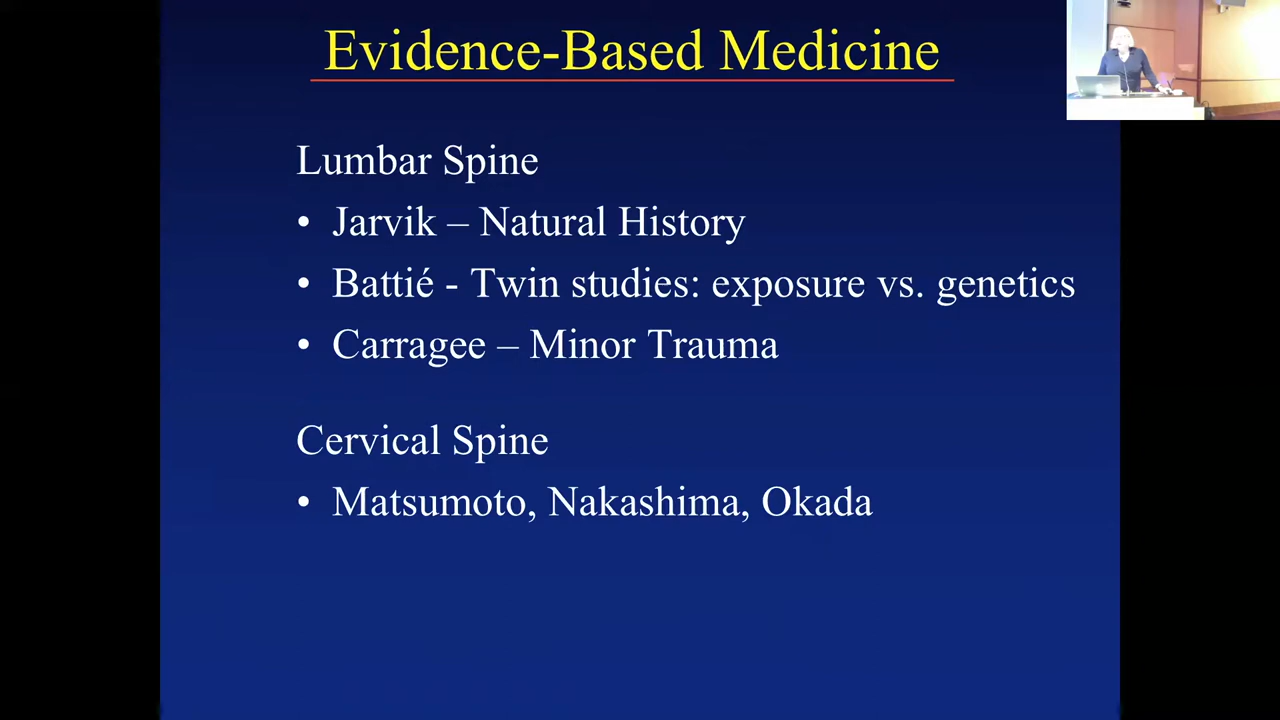 Evidence-Based Medicine
Lumbar Spine
• Jarvik – Natural History
• Battié - Twin studies: exposure vs. genetics
• Carragee – Minor Trauma
Cervical Spine
• Matsumoto, Nakashima, Okada